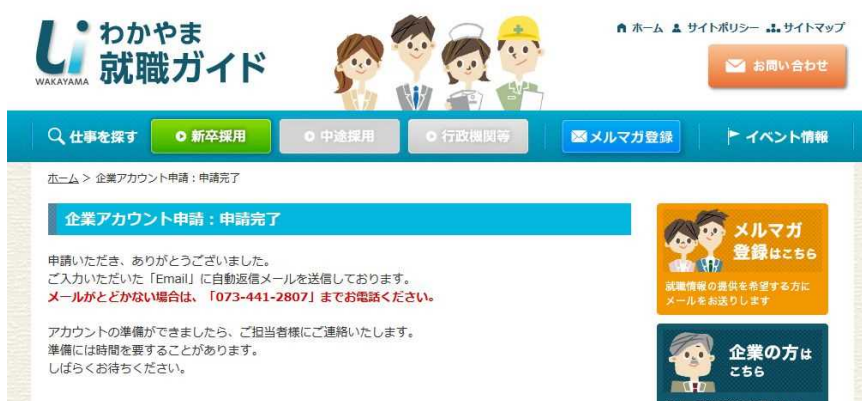 わかやま
就職ガイド
WAKAYAMA
ホーム サイトポリシー サイトマップ
お問い合わせ
仕事を探す 新卒採用 中途採用 行政機関等 メルマガ登録 イベント情報
ホーム > 企業アカウント申請：申請完了
企業アカウント申請：申請完了
申請いただき、ありがとうございました。
ご入力いただいた「Email」に自動返信メールを送信しております。
メールがとどかない場合は、「073-441-2807」までお電話ください。
アカウントの準備ができましたら、ご担当者様にご連絡いたします。
準備には時間を要することがあります。
しばらくお待ちください。
メルマガ
登録はこちら
就職情報の提供を希望する方に
メールをお送りします
企業の方は
こちら